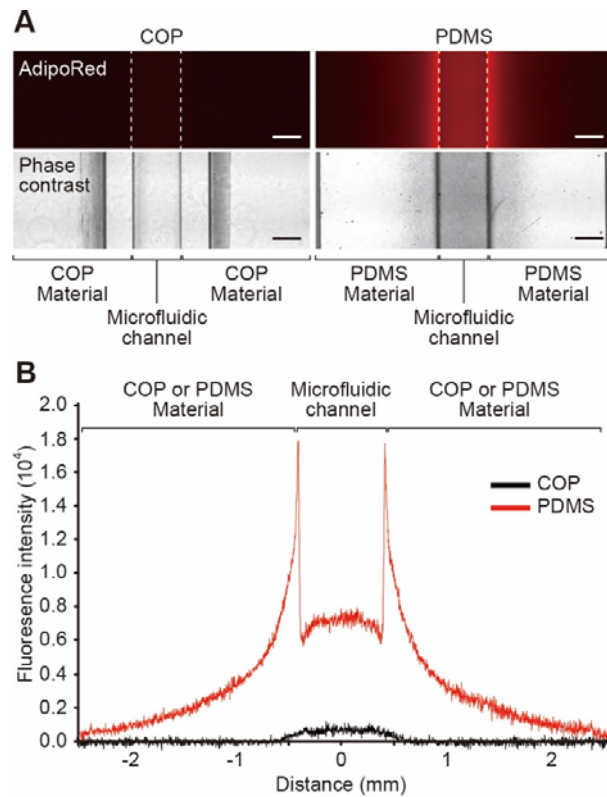 A
COP
PDMS
AdipoRed
Phase
contrast
COP
Material
COP
Material
PDMS
Material
PDMS
Material
Microfluidic
channel
Microfluidic
channel
B
COP or PDMS
Material
Microfluidic
channel
COP or PDMS
Material
2.0
1.8
1.6
1.4
1.2
1.0
0.8
0.6
0.4
0.2
0.0
Fluoresence intensity (10⁴)
COP
PDMS
-2
-1
0
1
2
Distance (mm)